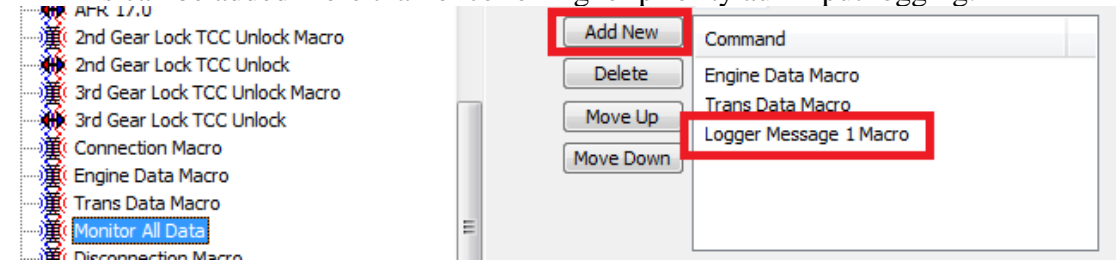 AFR 17.0
2nd Gear Lock TCC Unlock Macro
2nd Gear Lock TCC Unlock
3rd Gear Lock TCC Unlock Macro
3rd Gear Lock TCC Unlock
Connection Macro
Engine Data Macro
Trans Data Macro
Monitor All Data
Disconnection Macro
Add New
Delete
Move Up
Move Down
Command
Engine Data Macro
Trans Data Macro
Logger Message 1 Macro